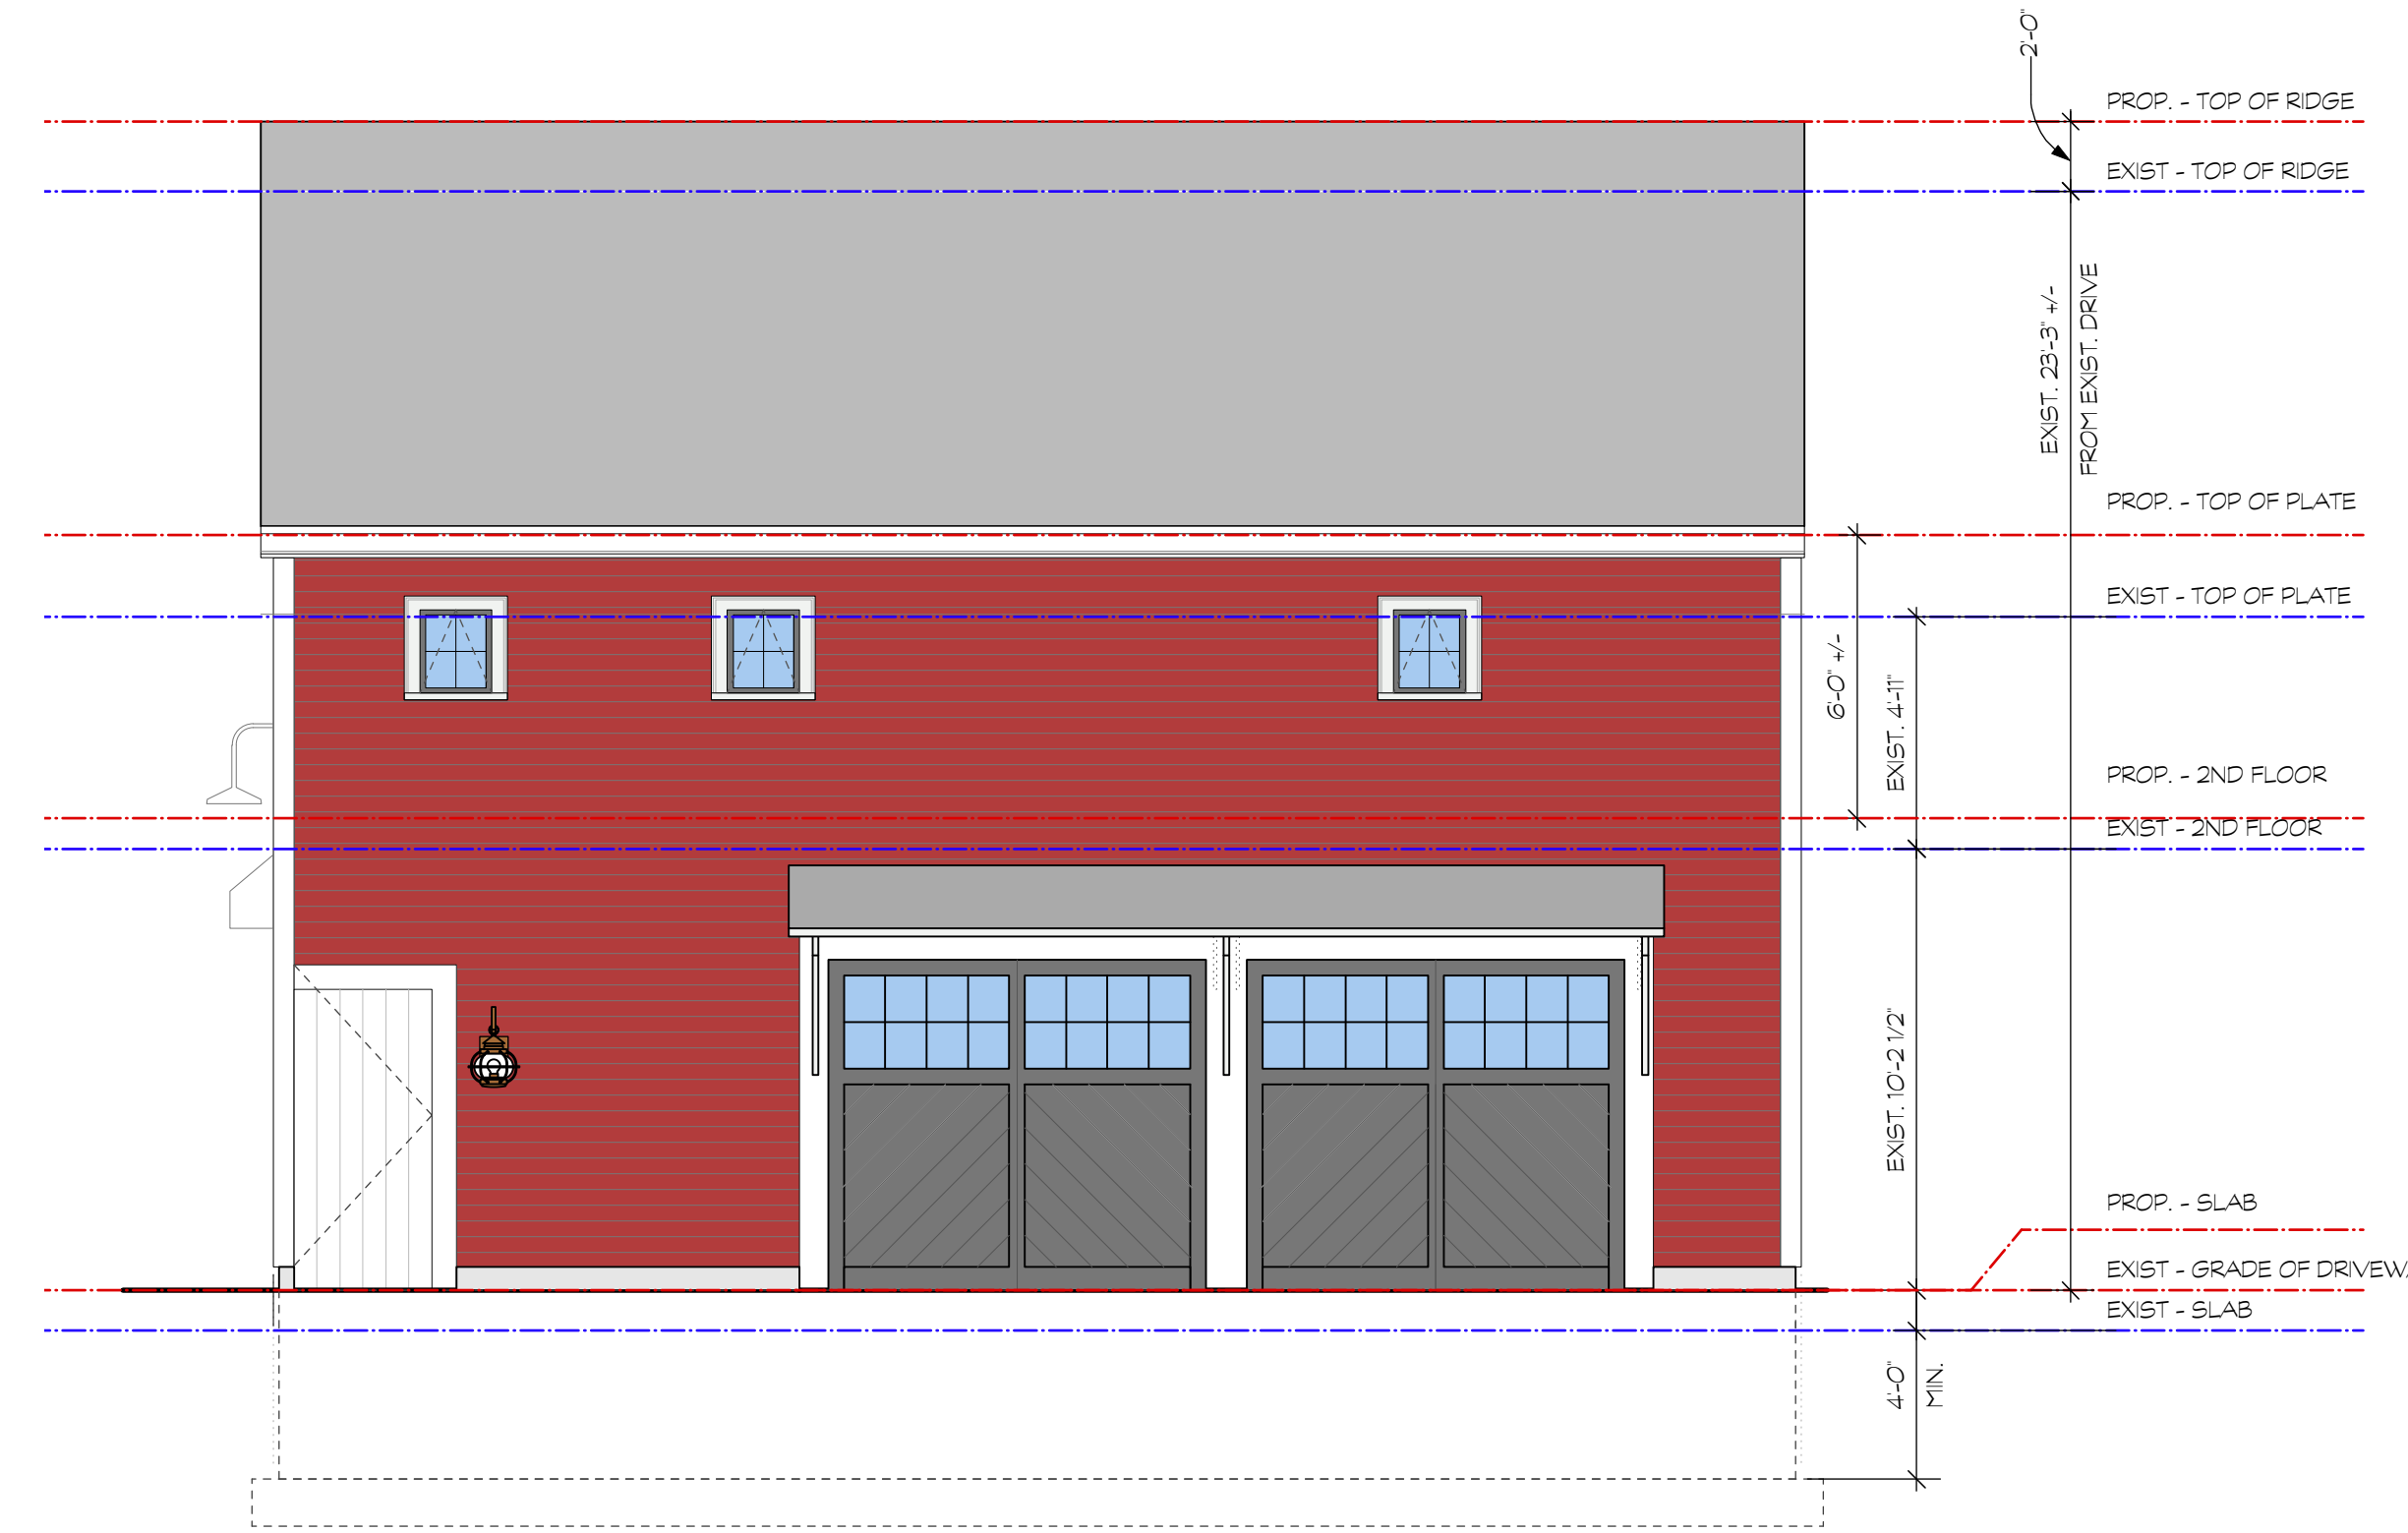 2'-0"
PROP. - TOP OF RIDGE
EXIST - TOP OF RIDGE
EXIST. 23'-3" +/-
FROM EXIST. DRIVE
PROP. - TOP OF PLATE
EXIST - TOP OF PLATE
6'-0" +/-
EXIST. 4'-11"
PROP. - 2ND FLOOR
EXIST - 2ND FLOOR
EXIST. 10'-2 1/2"
PROP. - SLAB
EXIST - GRADE OF DRIVEWA
EXIST - SLAB
4'-0"
MIN.